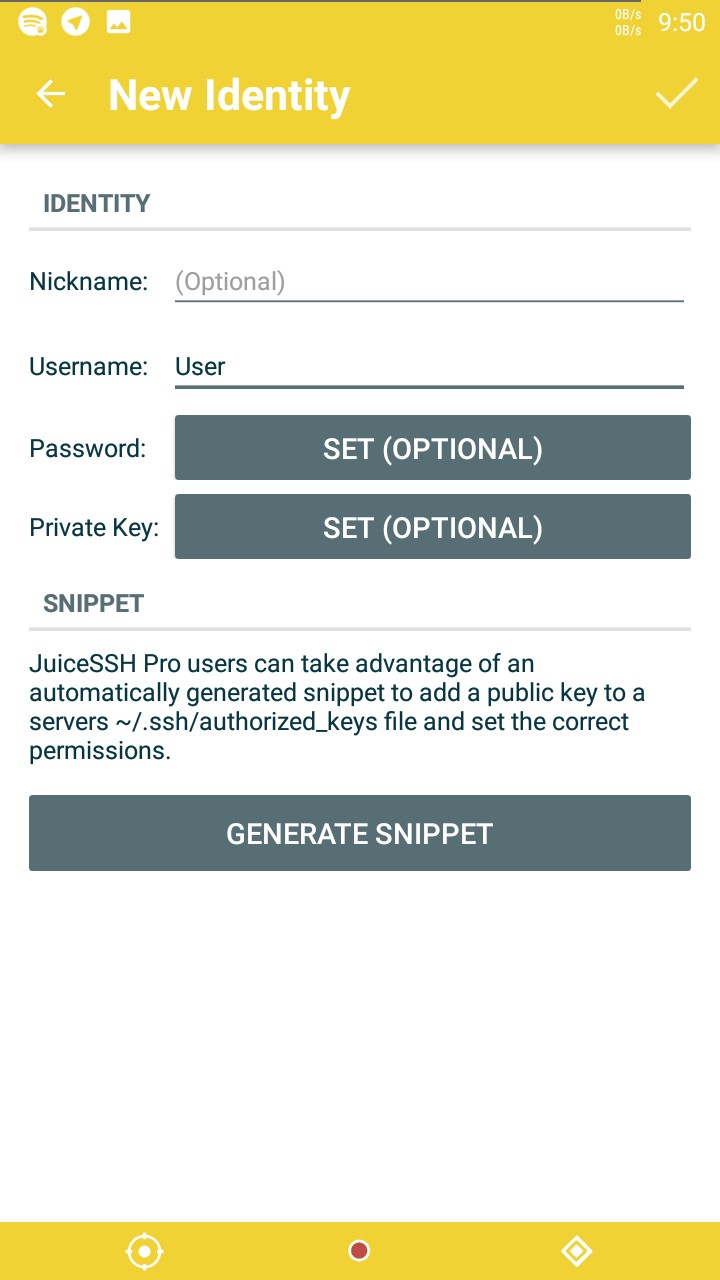 0B/s
0B/s
9:50
New Identity
IDENTITY
Nickname: (Optional)
Username: User
Password: SET (OPTIONAL)
Private Key: SET (OPTIONAL)
SNIPPET
JuiceSSH Pro users can take advantage of an
automatically generated snippet to add a public key to a
servers ~/.ssh/authorized_keys file and set the correct
permissions.
GENERATE SNIPPET